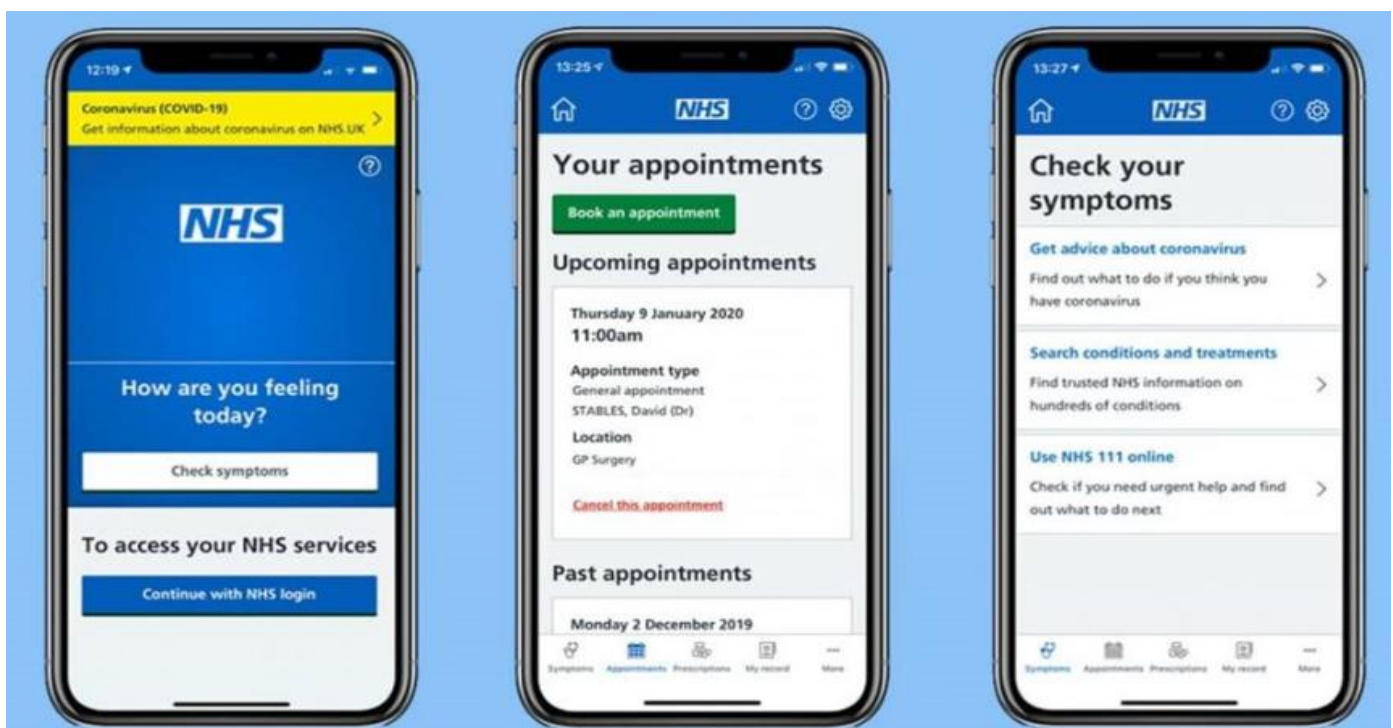 12:19
Coronavirus (COVID-19)
Get information about coronavirus on NHS.UK
NHS
How are you feeling
today?
Check symptoms
To access your NHS services
Continue with NHS login
13:25
NHS
Your appointments
Book an appointment
Upcoming appointments
Thursday 9 January 2020
11:00am
Appointment type
General appointment
STABLES, David (Dr)
Location
GP Surgery
Cancel this appointment
Past appointments
Monday 2 December 2019
Symptoms Appointments Prescriptions My record More
13:27
NHS
Check your
symptoms
Get advice about coronavirus
Find out what to do if you think you
have coronavirus
Search conditions and treatments
Find trusted NHS information on
hundreds of conditions
Use NHS 111 online
Check if you need urgent help and find
out what to do next
Symptoms Appointments Prescriptions My record More